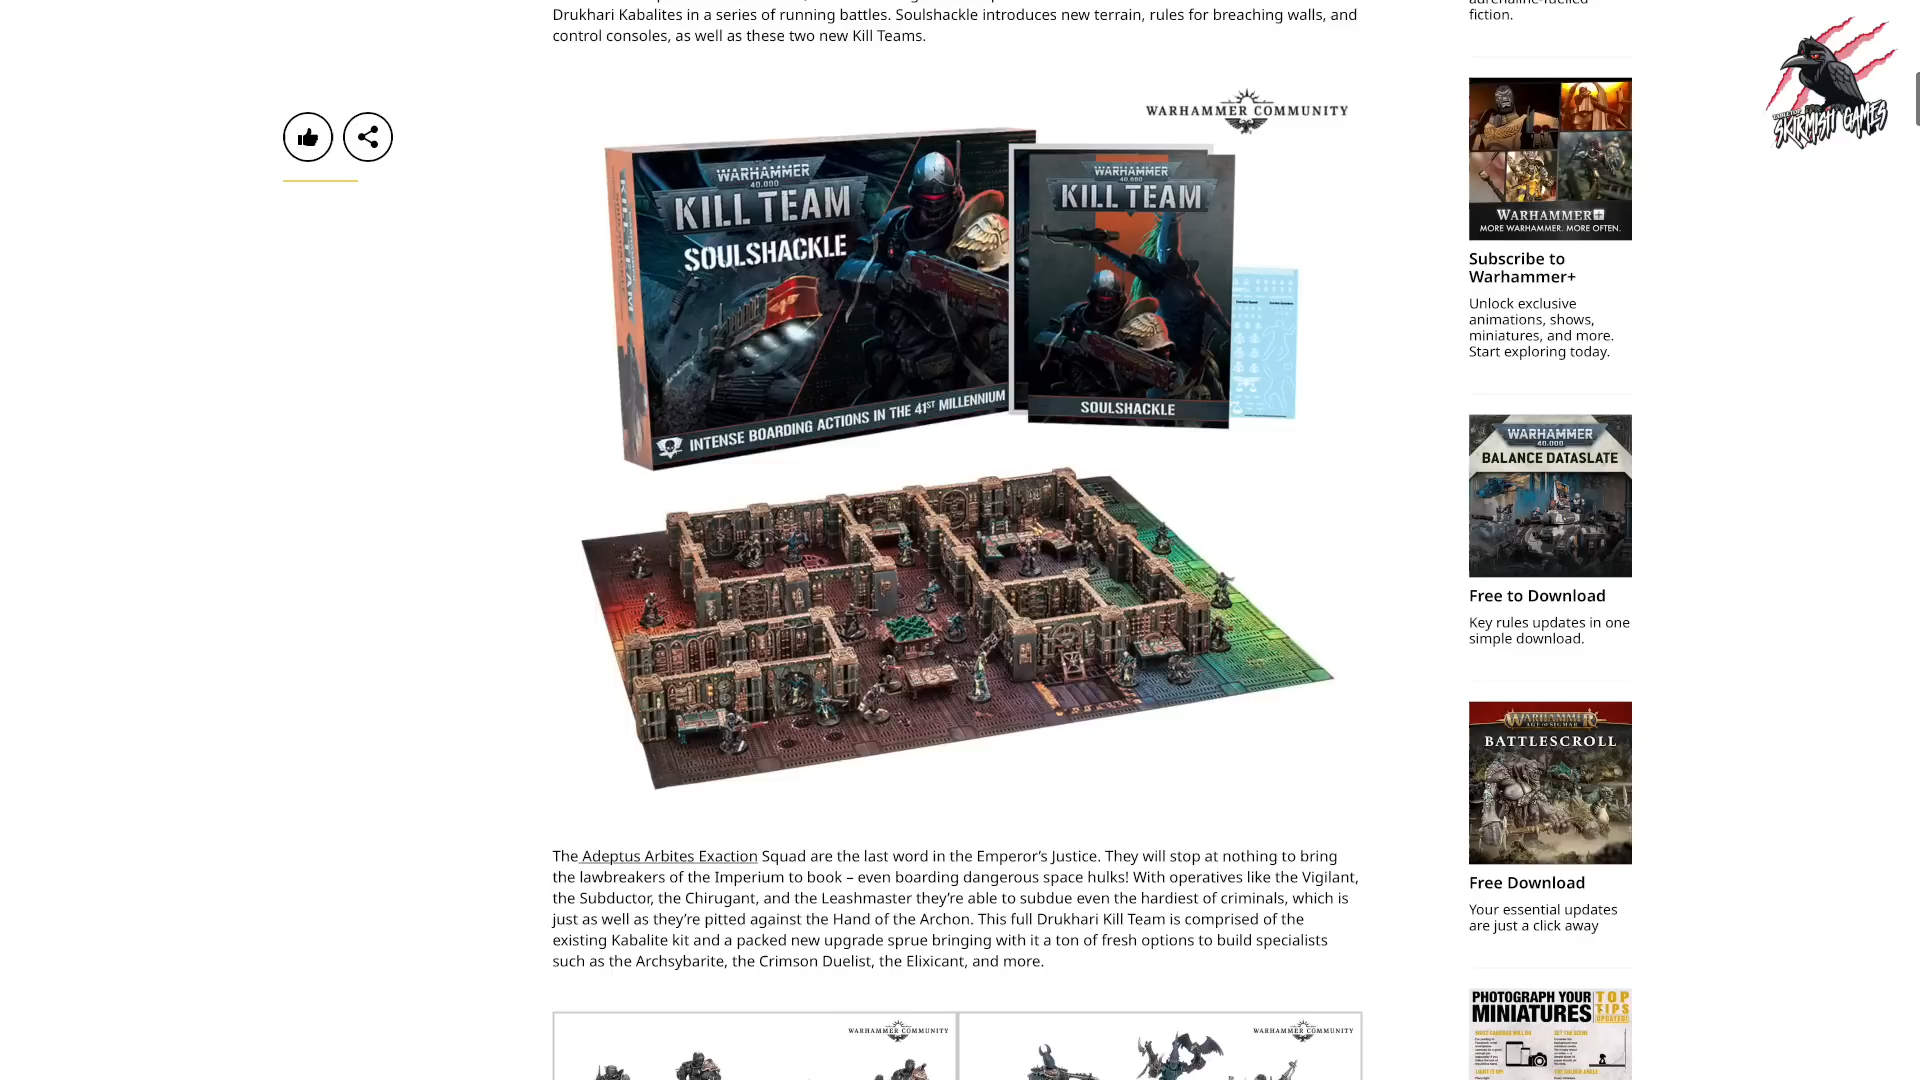 Drukhari Kabalites in a series of running battles. Soulshackle introduces new terrain, rules for breaching walls, and
control consoles, as well as these two new Kill Teams.
WARHAMMER COMMUNITY
WARHAMMER
40,000
KILL TEAM
SOULSHACKLE
INTENSE BOARDING ACTIONS IN THE 41ST MILLENNIUM
WARHAMMER
40,000
KILL TEAM
SOULSHACKLE
The Adeptus Arbites Exaction Squad are the last word in the Emperor’s Justice. They will stop at nothing to bring
the lawbreakers of the Imperium to book – even boarding dangerous space hulks! With operatives like the Vigilant,
the Subductor, the Chirugant, and the Leashmaster they’re able to subdue even the hardiest of criminals, which is
just as well as they’re pitted against the Hand of the Archon. This full Drukhari Kill Team is comprised of the
existing Kabalite kit and a packed new upgrade sprue bringing with it a ton of fresh options to build specialists
such as the Archsybarite, the Crimson Duelist, the Elixicant, and more.
WARHAMMER COMMUNITY
WARHAMMER COMMUNITY
fiction.
WARHAMMER+
MORE WARHAMMER. MORE OFTEN.
Subscribe to
Warhammer+
Unlock exclusive
animations, shows,
miniatures, and more.
Start exploring today.
WARHAMMER
40,000
BALANCE DATASLATE
Free to Download
Key rules updates in one
simple download.
WARHAMMER
AGE OF SIGMAR
BATTLESCROLL
Free Download
Your essential updates
are just a click away
PHOTOGRAPH YOUR
MINIATURES
TOP
TIPS
UPDATED!
SKIRMISH GAMES